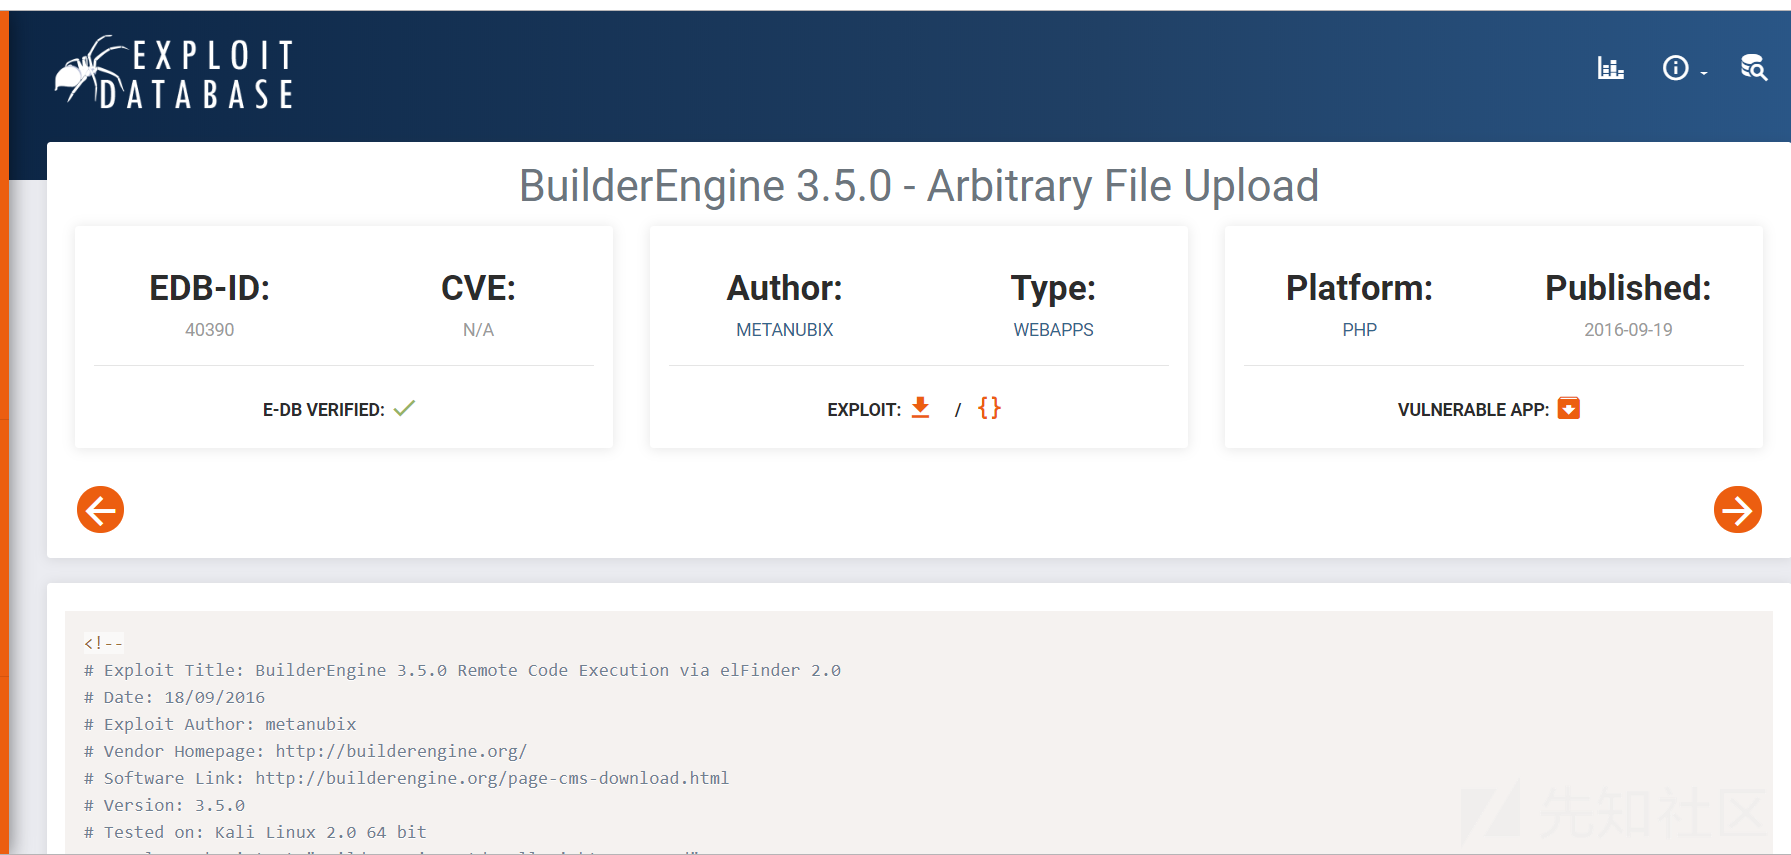 EXPLOIT
DATABASE
BuilderEngine 3.5.0 - Arbitrary File Upload
EDB-ID:
40390
CVE:
N/A
E-DB VERIFIED:
Author:
METANUBIX
Type:
WEBAPPS
EXPLOIT: / {}
Platform:
PHP
Published:
2016-09-19
VULNERABLE APP:
<!--
# Exploit Title: BuilderEngine 3.5.0 Remote Code Execution via elFinder 2.0
# Date: 18/09/2016
# Exploit Author: metanubix
# Vendor Homepage: http://builderengine.org/
# Software Link: http://builderengine.org/page-cms-download.html
# Version: 3.5.0
# Tested on: Kali Linux 2.0 64 bit
先知社区